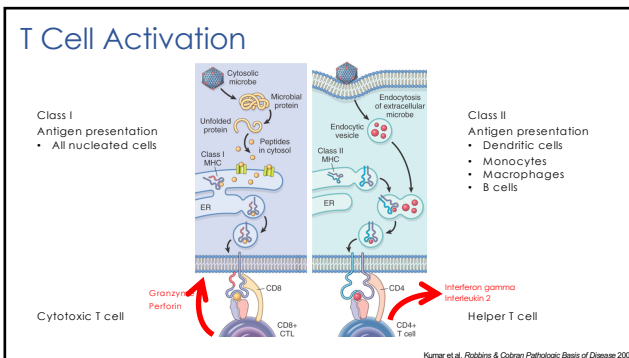 T Cell Activation
Class I
Antigen presentation
• All nucleated cells
Cytosolic
microbe
Microbial
protein
Unfolded
protein
Peptides
in cytosol
Class I
MHC
ER
CD8
Granzyme
Perforin
CD8+
CTL
Cytotoxic T cell
Endocytosis
of extracellular
microbe
Endocytic
vesicle
Class II
MHC
ER
CD4
CD4+
T cell
Interferon gamma
Interleukin 2
Class II
Antigen presentation
• Dendritic cells
• Monocytes
• Macrophages
• B cells
Helper T cell
Kumar et al. Robbins & Cobran Pathologic Basis of Disease 200